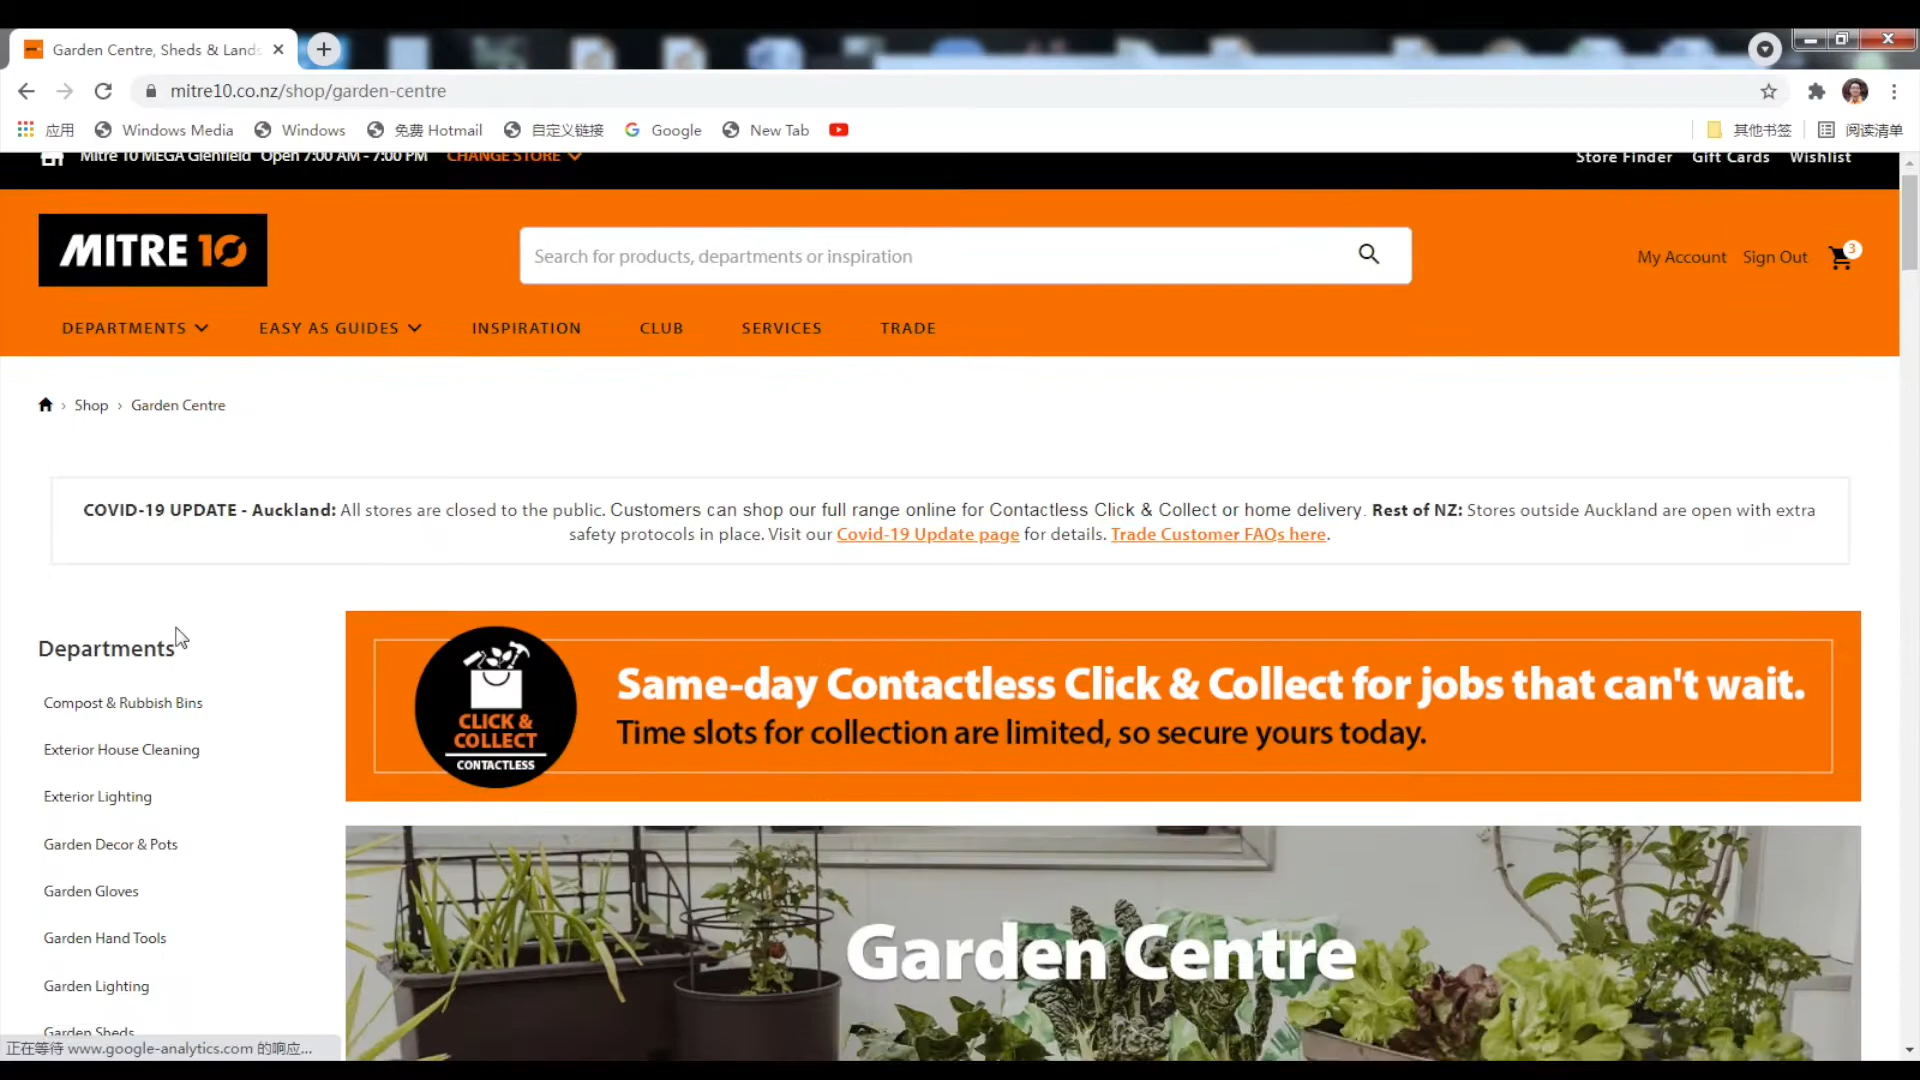 Garden Centre, Sheds & Lands
mitre10.co.nz/shop/garden-centre
应用 Windows Media Windows 免费 Hotmail 自定义链接 Google New Tab 其他书签 阅读清单
Mitre 10 MEGA Glenfield Open 7:00 AM - 7:00 PM CHANGE STORE Store Finder Gift Cards Wishlist
MITRE 10
Search for products, departments or inspiration
My Account Sign Out 3
DEPARTMENTS EASY AS GUIDES INSPIRATION CLUB SERVICES TRADE
Shop › Garden Centre
COVID-19 UPDATE - Auckland: All stores are closed to the public. Customers can shop our full range online for Contactless Click & Collect or home delivery. Rest of NZ: Stores outside Auckland are open with extra
safety protocols in place. Visit our Covid-19 Update page for details. Trade Customer FAQs here.
Departments
Compost & Rubbish Bins
Exterior House Cleaning
Exterior Lighting
Garden Decor & Pots
Garden Gloves
Garden Hand Tools
Garden Lighting
Garden Sheds
CLICK &
COLLECT
CONTACTLESS
Same-day Contactless Click & Collect for jobs that can't wait.
Time slots for collection are limited, so secure yours today.
Garden Centre
正在等待 www.google-analytics.com 的响应...